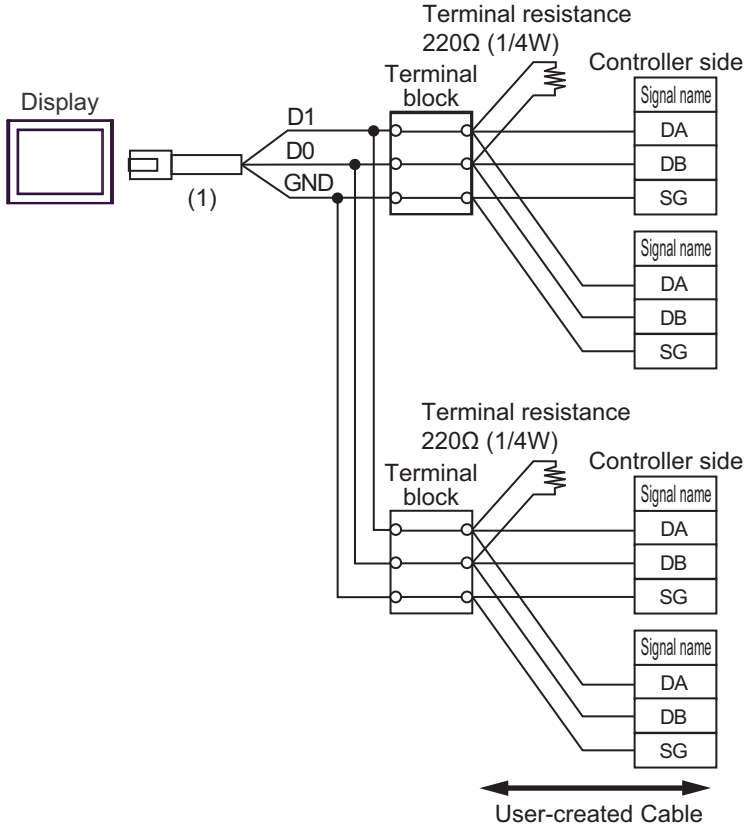 Terminal resistance
220Ω (1/4W)
Controller side
Terminal
block
Signal name
Display
D1
DA
D0
DB
GND
SG
(1)
Signal name
DA
DB
SG
Terminal resistance
220Ω (1/4W)
Controller side
Terminal
block
Signal name
DA
DB
SG
Signal name
DA
DB
SG
User-created Cable